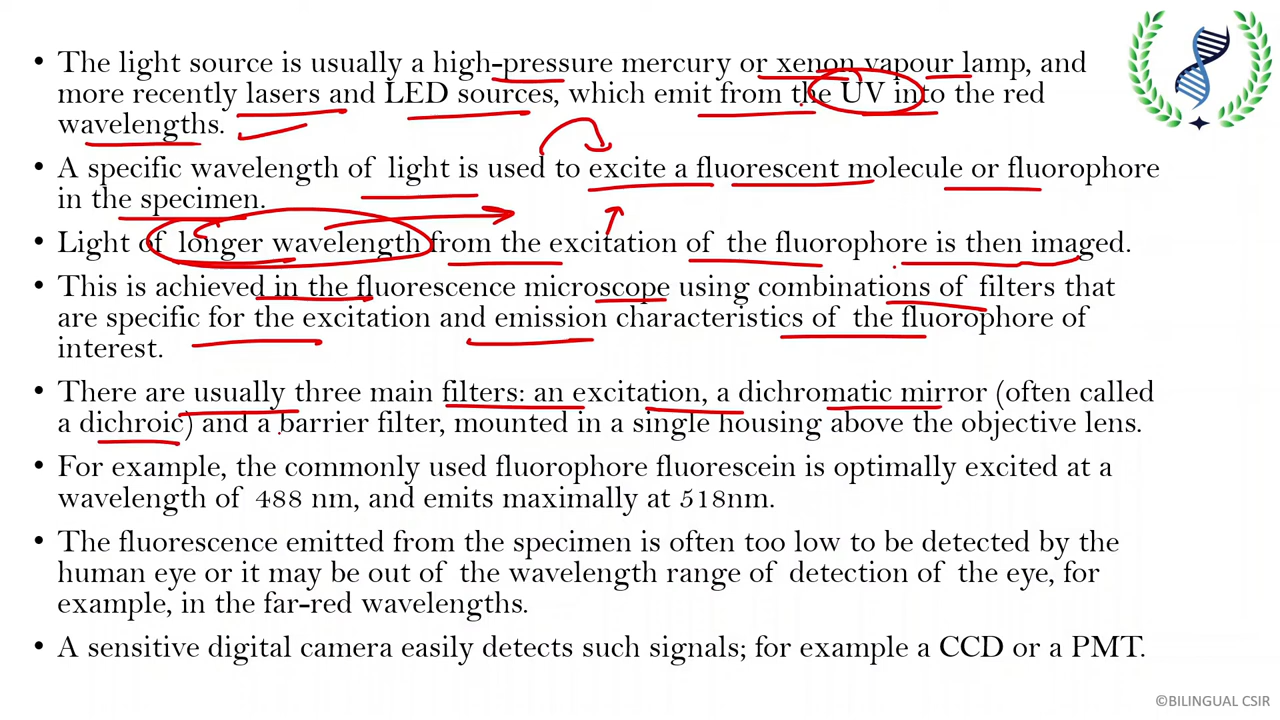 • The light source is usually a high-pressure mercury or xenon vapour lamp, and
more recently lasers and LED sources, which emit from the UV into the red
wavelengths.
• A specific wavelength of light is used to excite a fluorescent molecule or fluorophore
in the specimen.
• Light of longer wavelength from the excitation of the fluorophore is then imaged.
• This is achieved in the fluorescence microscope using combinations of filters that
are specific for the excitation and emission characteristics of the fluorophore of
interest.
• There are usually three main filters: an excitation, a dichromatic mirror (often called
a dichroic) and a barrier filter, mounted in a single housing above the objective lens.
• For example, the commonly used fluorophore fluorescein is optimally excited at a
wavelength of 488 nm, and emits maximally at 518nm.
• The fluorescence emitted from the specimen is often too low to be detected by the
human eye or it may be out of the wavelength range of detection of the eye, for
example, in the far-red wavelengths.
• A sensitive digital camera easily detects such signals; for example a CCD or a PMT.
©BILINGUAL CSIR